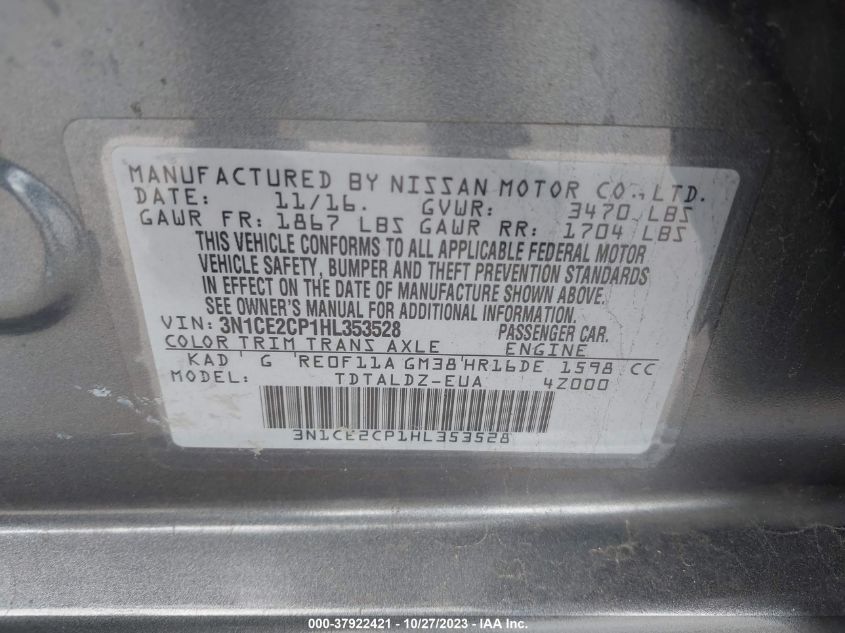 MANUFACTURED BY NISSAN MOTOR CO., LTD.
DATE: 11/16. GVWR: 3470 LBS
GAWR FR: 1867 LBS GAWR RR: 1704 LBS
THIS VEHICLE CONFORMS TO ALL APPLICABLE FEDERAL MOTOR
VEHICLE SAFETY, BUMPER AND THEFT PREVENTION STANDARDS
IN EFFECT ON THE DATE OF MANUFACTURE SHOWN ABOVE.
SEE OWNER'S MANUAL FOR ADDITIONAL INFORMATION.
VIN: 3N1CE2CP1HL353528 PASSENGER CAR.
COLOR TRIM TRANS AXLE ENGINE
KAD ' G 'RE0F11A GM38'HR16DE 1598 CC
MODEL: TDTALDZ-EUA 4Z000
3N1CE2CP1HL353528
000-37922421 - 10/27/2023 - IAA Inc.